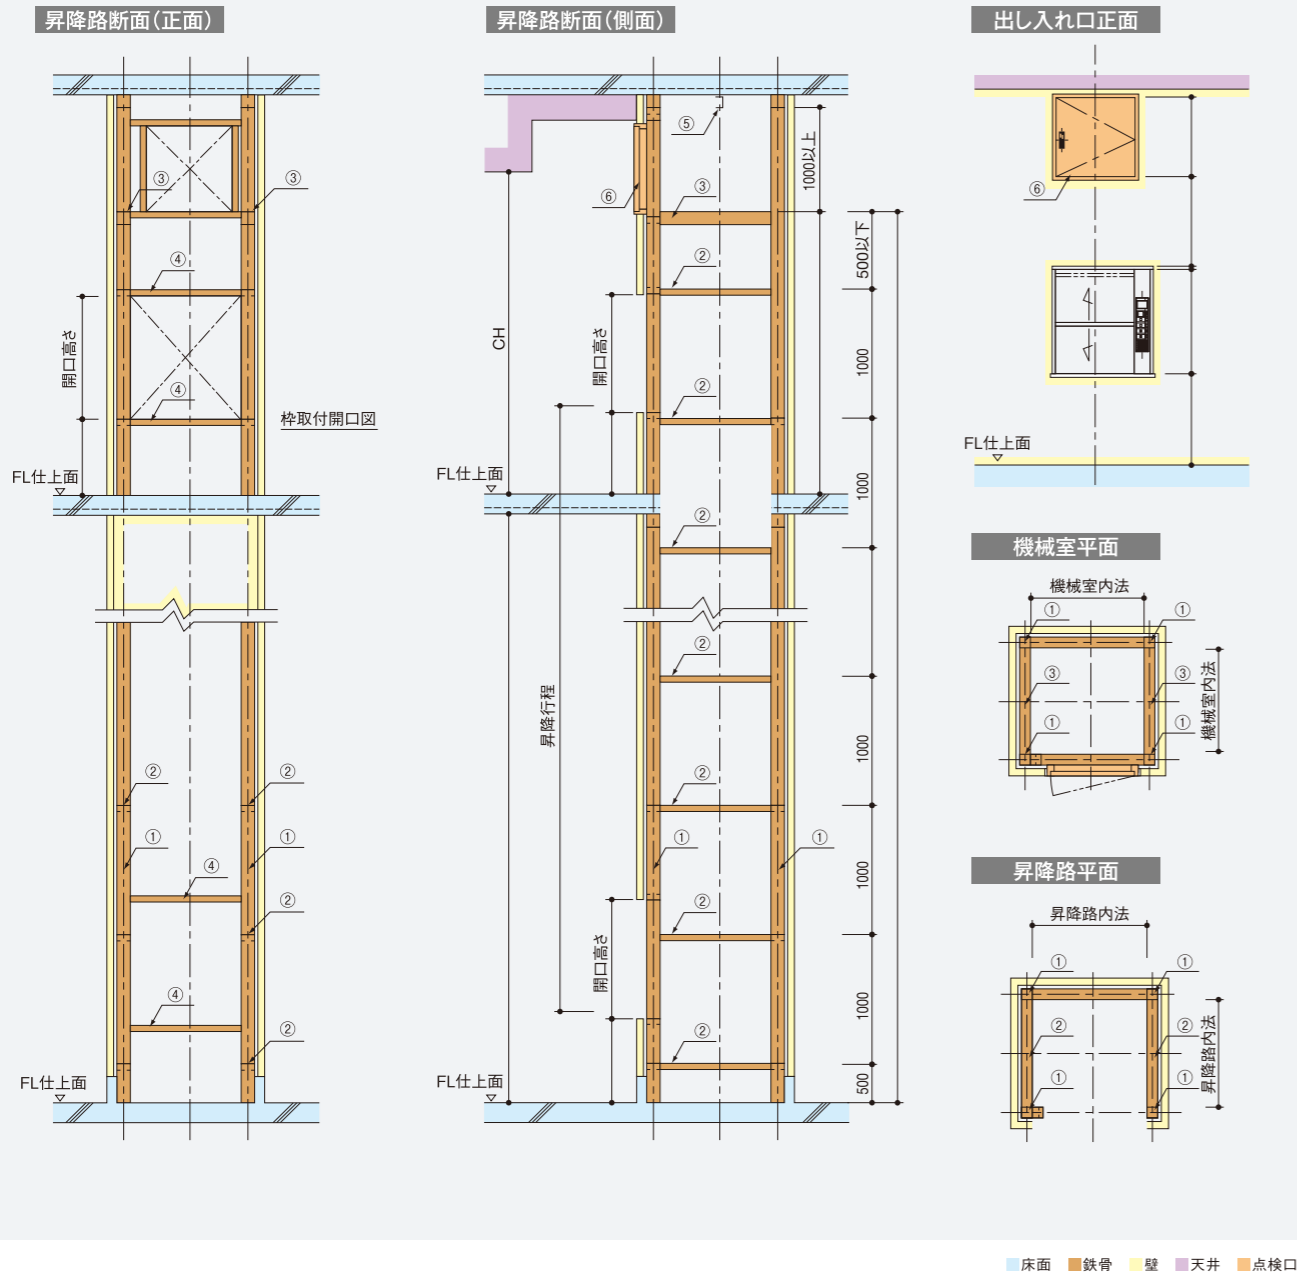 昇降路断面(正面)
③
③
④
開口高さ
④
枠取付開口図
FL仕上面
②
②
①
①
④
②
④
②
FL仕上面
昇降路断面(側面)
⑤
1000以上
⑥
③
②
500以下
CH
開口高さ
1000
②
FL仕上面
1000
②
②
昇降行程
1000
②
①
①
1000
②
開口高さ
1000
②
500
FL仕上面
出し入れ口正面
⑥
FL仕上面
機械室平面
機械室内法
①
①
③
③
機械室内法
①
①
昇降路平面
昇降路内法
①
①
②
②
昇降路内法
①
①
床面 鉄骨 壁 天井 点検口